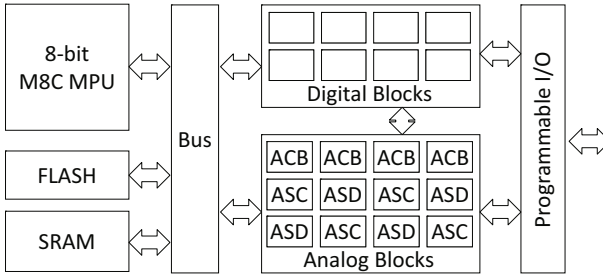 8-bit
M8C MPU
FLASH
SRAM
Bus
Digital Blocks
ACB ACB ACB ACB
ASC ASD ASC ASD
ASD ASC ASD ASC
Analog Blocks
Programmable I/O